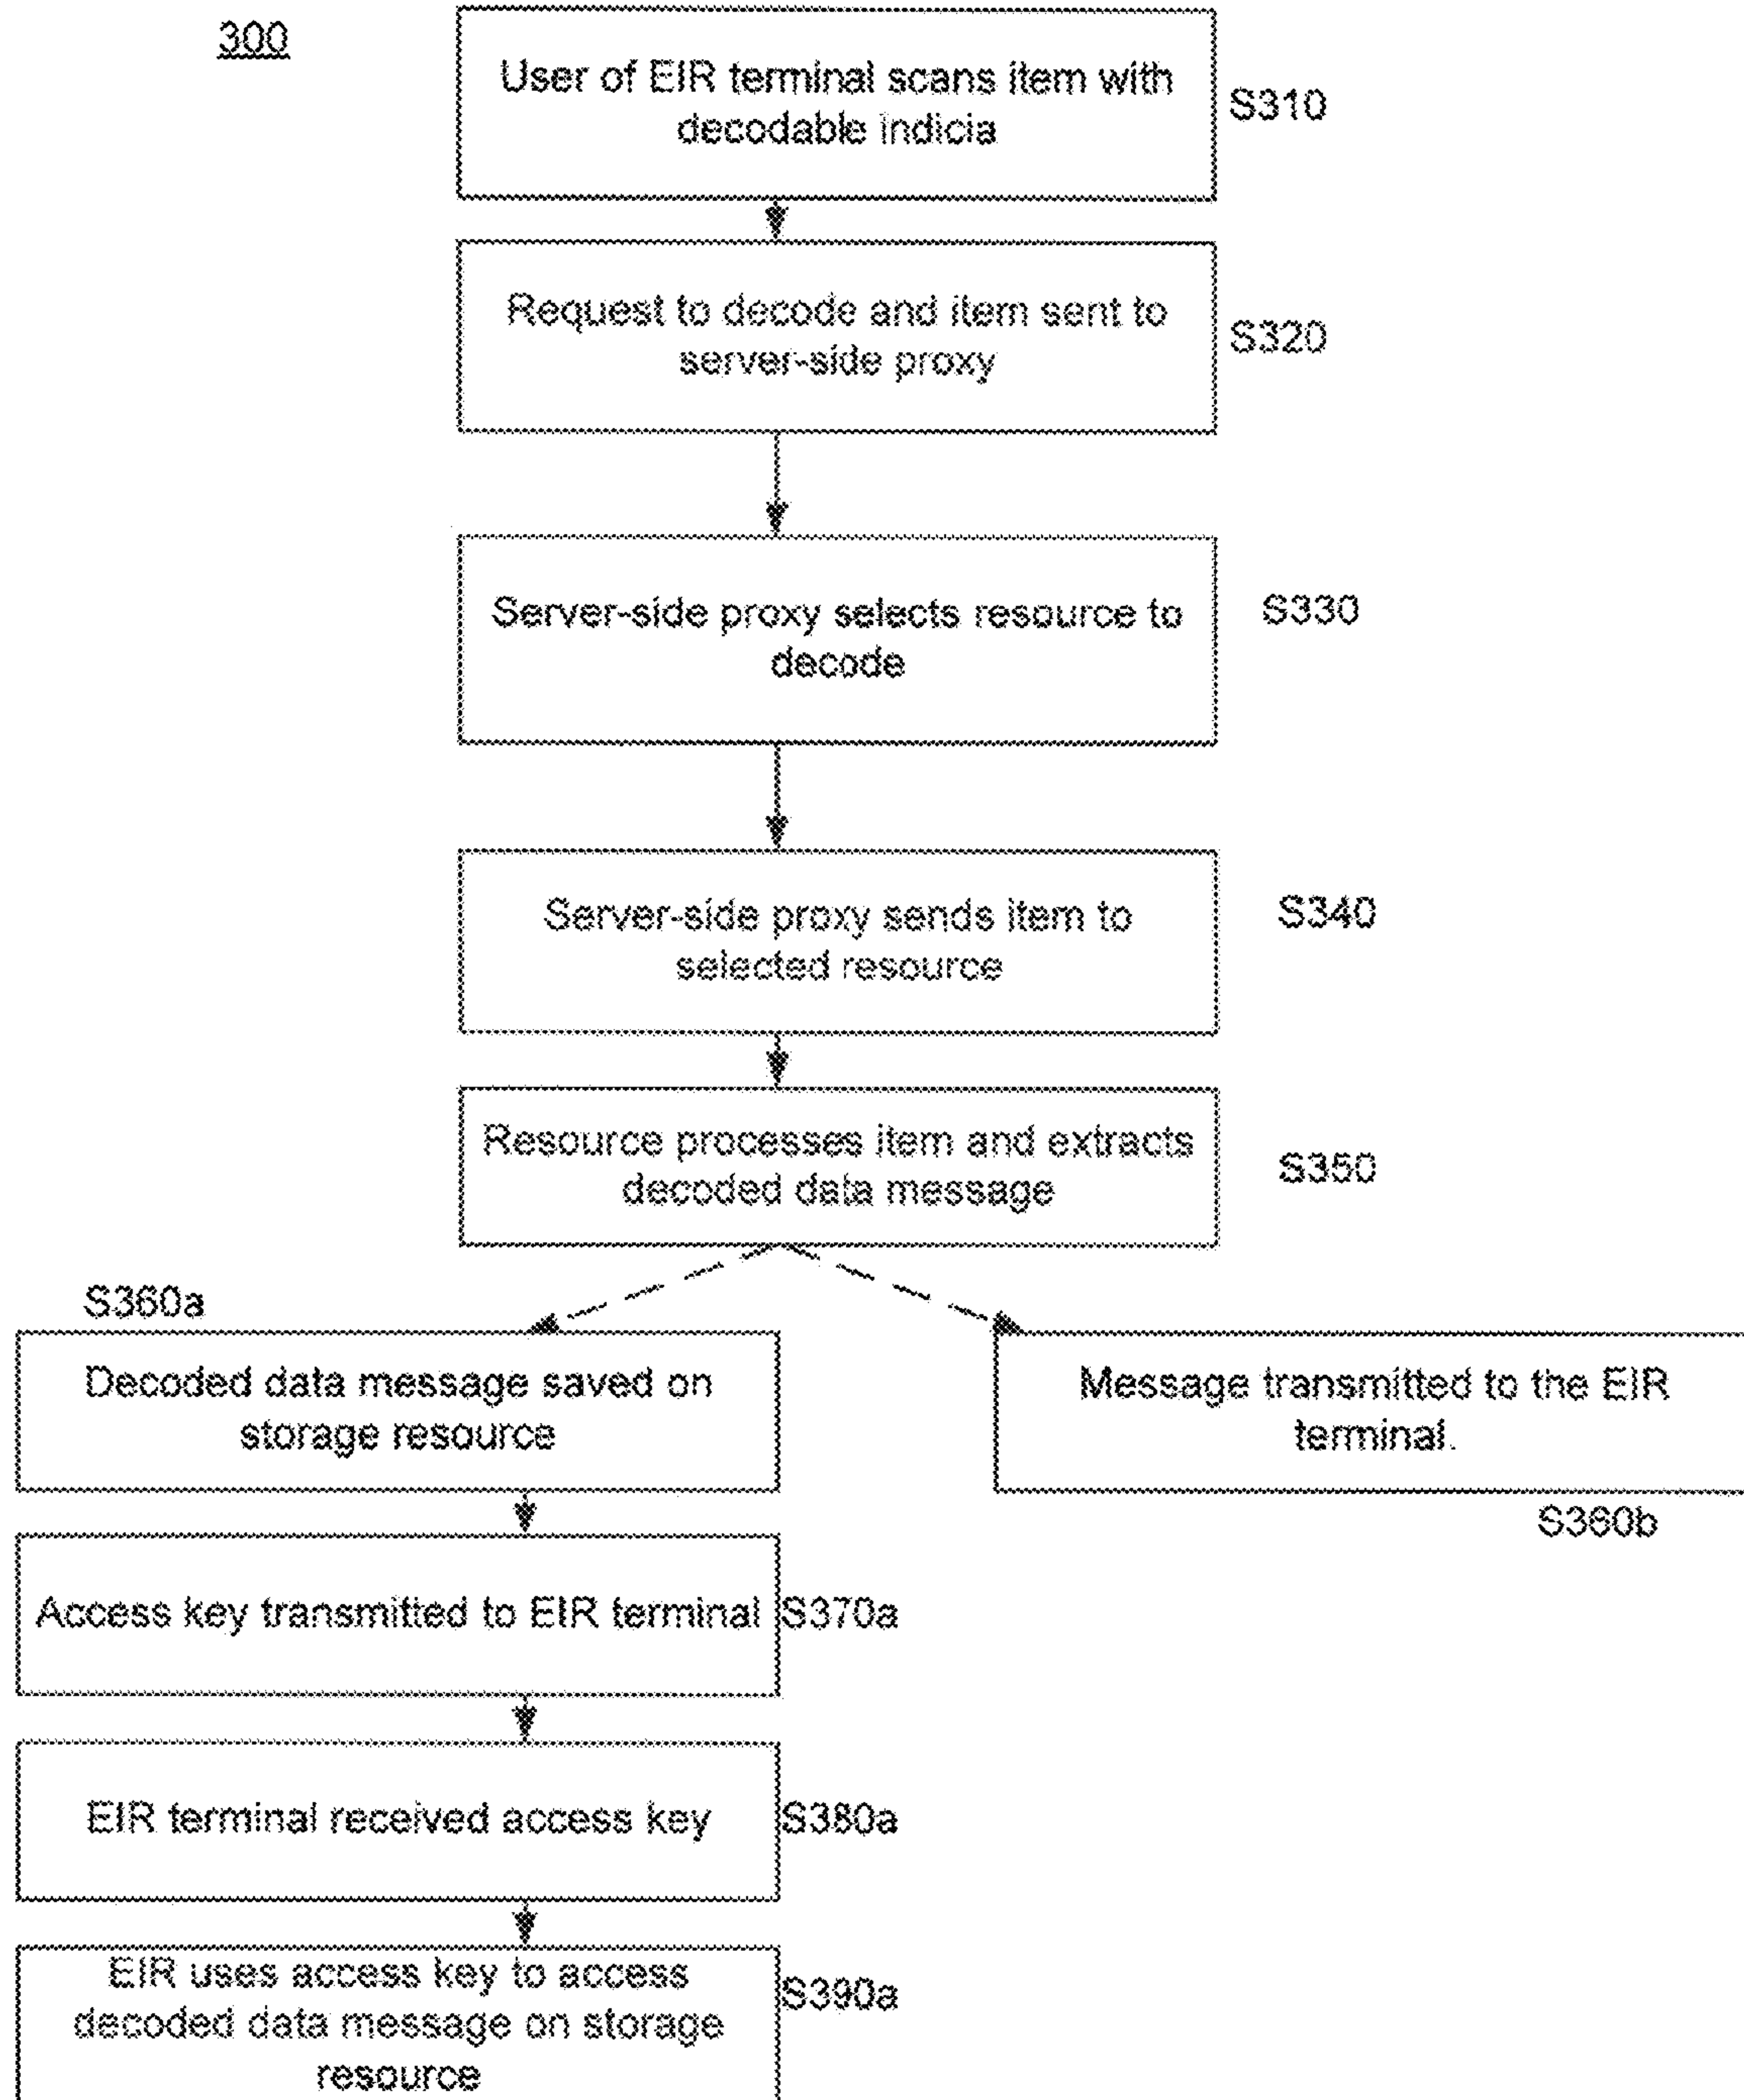 300
User of EIR terminal scans item with
decodable indicia
S310
Request to decode and item sent to
server-side proxy
S320
Server-side proxy selects resource to
decode
S330
Server-side proxy sends item to
selected resource
S340
Resource processes item and extracts
decoded data message
S350
S360a
Decoded data message saved on
storage resource
Message transmitted to the EIR
terminal.
S360b
Access key transmitted to EIR terminal
S370a
EIR terminal received access key
S380a
EIR uses access key to access
decoded data message on storage
resource
S390a